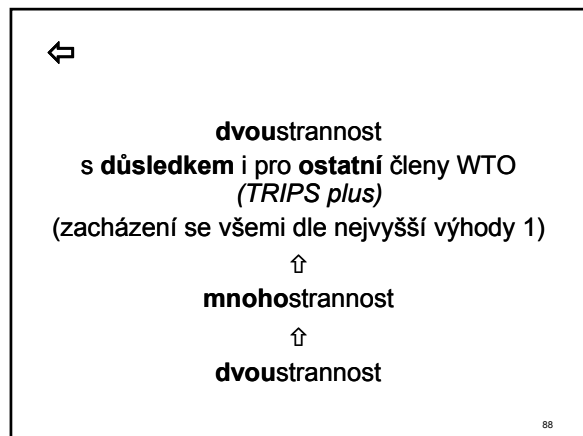 ⇦
dvoustrannost
s důsledkem i pro ostatní členy WTO
(TRIPS plus)
(zacházení se všemi dle nejvyšší výhody 1)
⇧
mnohostrannost
⇧
dvoustrannost
88